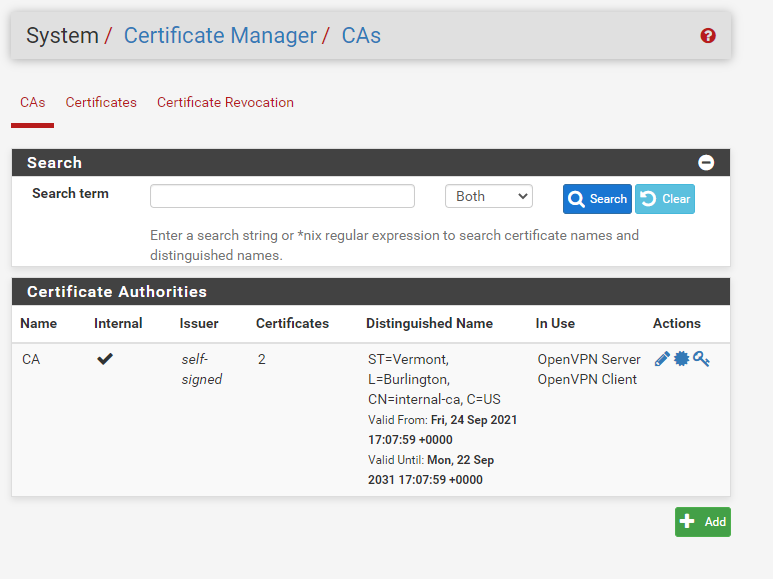 System / Certificate Manager / CAs
CAs Certificates Certificate Revocation
Search
Search term Both Search Clear
Enter a search string or *nix regular expression to search certificate names and
distinguished names.
Certificate Authorities
Name Internal Issuer Certificates Distinguished Name In Use Actions
CA self- 2 ST=Vermont, OpenVPN Server
signed L=Burlington, OpenVPN Client
CN=internal-ca, C=US
Valid From: Fri, 24 Sep 2021
17:07:59 +0000
Valid Until: Mon, 22 Sep
2031 17:07:59 +0000
Add